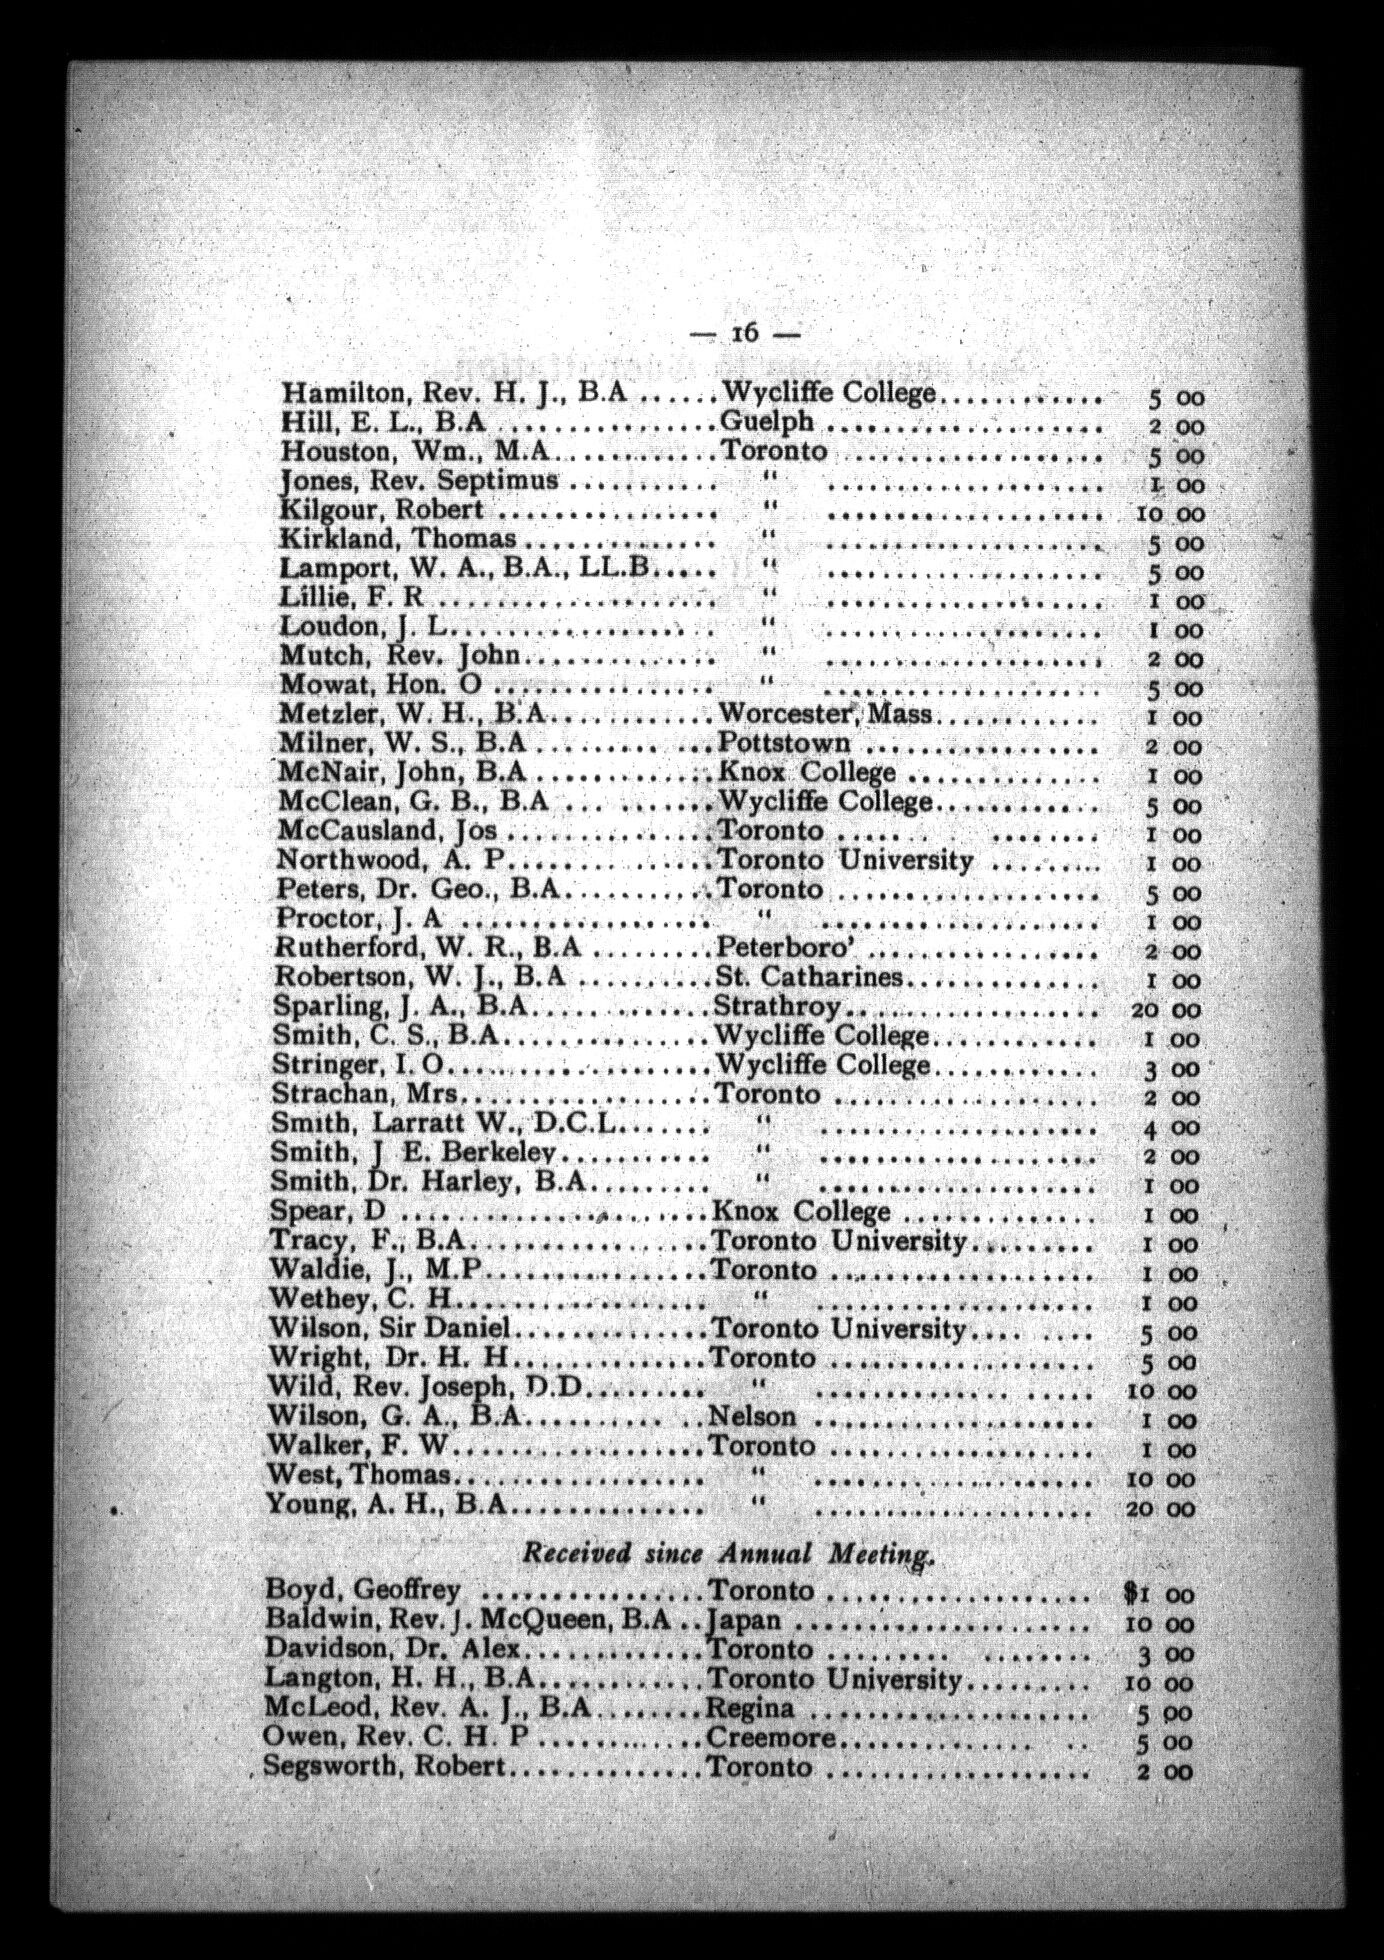 — 16 —
Hamilton, Rev. H. J., B.A ......Wycliffe College............ 5 00
Hill, E. L., B.A ...............Guelph ................... 2 00
Houston, Wm., M.A............Toronto ................... 5 00
Jones, Rev. Septimus ........... " ................... 1 00
Kilgour, Robert ................ " ................... 10 00
Kirkland, Thomas.............. " ................... 5 00
Lamport, W. A., B.A., LL.B..... " ................... 5 00
Lillie, F. R .................... " ................... 1 00
Loudon, J. L................... " ................... 1 00
Mutch, Rev. John.............. " ................... 2 00
Mowat, Hon. O ................ " ................... 5 00
Metzler, W. H., B.A............Worcester, Mass............ 1 00
Milner, W. S., B.A .............Pottstown ................ 2 00
McNair, John, B.A.............Knox College .............. 1 00
McClean, G. B., B.A ... .......Wycliffe College............ 5 00
McCausland, Jos ...............Toronto ..... . ........ 1 00
Northwood, A. P...............Toronto University ........ 1 00
Peters, Dr. Geo., B.A...........Toronto .................. 5 00
Proctor, J. A .................. " ................... 1 00
Rutherford, W. R., B.A .........Peterboro' ................ 2 00
Robertson, W. J., B.A ..........St. Catharines.............. 1 00
Sparling, J. A., B.A.............Strathroy.................. 20 00
Smith, C. S., B.A...............Wycliffe College............ 1 00
Stringer, I. O...................Wycliffe College............ 3 00
Strachan, Mrs..................Toronto .................. 2 00
Smith, Larratt W., D.C.L....... " ................... 4 00
Smith, J E. Berkeley........... " ................... 2 00
Smith, Dr. Harley, B.A......... " ................... 1 00
Spear, D ......................Knox College .............. 1 00
Tracy, F., B.A.................Toronto University......... 1 00
Waldie, J., M.P................Toronto .................. 1 00
Wethey, C. H.................. " ................... 1 00
Wilson, Sir Daniel..............Toronto University.... .... 5 00
Wright, Dr. H. H..............Toronto .................. 5 00
Wild, Rev. Joseph, D.D......... " .............. ..... 10 00
Wilson, G. A., B.A.......... ..Nelson ................... 1 00
Walker, F. W..................Toronto .................. 1 00
West, Thomas.................. " ................... 10 00
Young, A. H., B.A.............. " ................... 20 00
Received since Annual Meeting.
Boyd, Geoffrey ................Toronto .................. $1 00
Baldwin, Rev. J. McQueen, B.A ..Japan .................... 10 00
Davidson, Dr. Alex.............Toronto ......... ........ 3 00
Langton, H. H., B.A............Toronto University......... 10 00
McLeod, Rev. A. J., B.A........Regina ................... 5 00
Owen, Rev. C. H. P ............Creemore.............. .. 5 00
Segsworth, Robert..............Toronto .................. 2 00